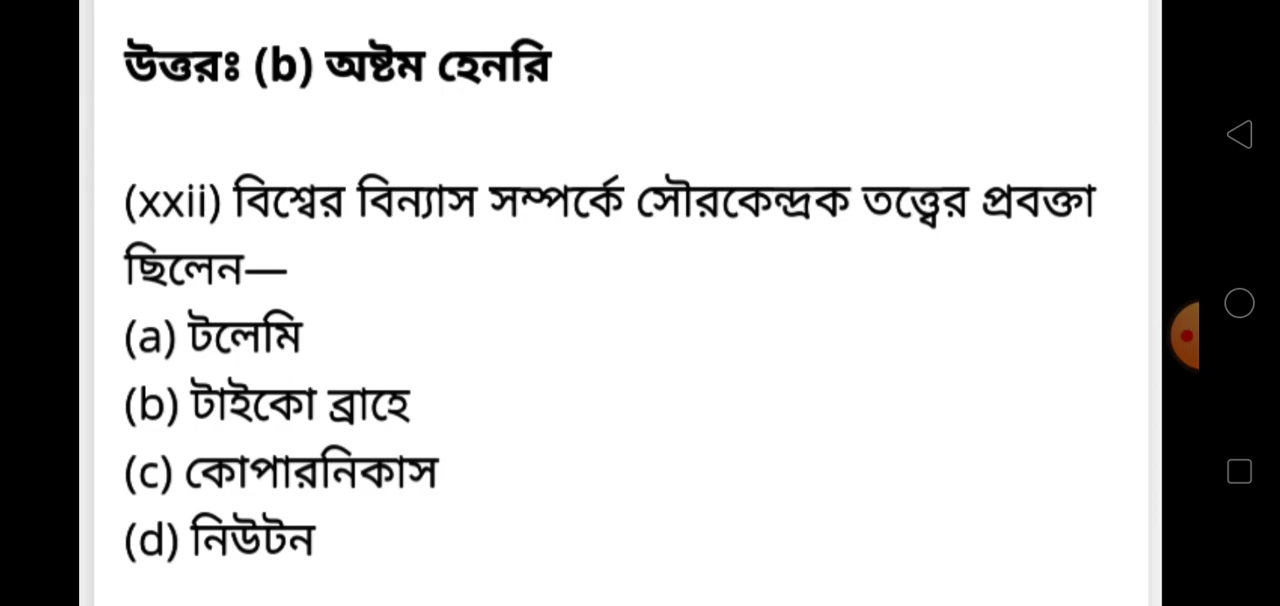 উত্তরঃ (b) অষ্টম হেনরি
(xxii) বিশ্বের বিন্যাস সম্পর্কে সৌরকেন্দ্রক তত্ত্বের প্রবক্তা
ছিলেন—
(a) টলেমি
(b) টাইকো ব্রাহে
(c) কোপারনিকাস
(d) নিউটন